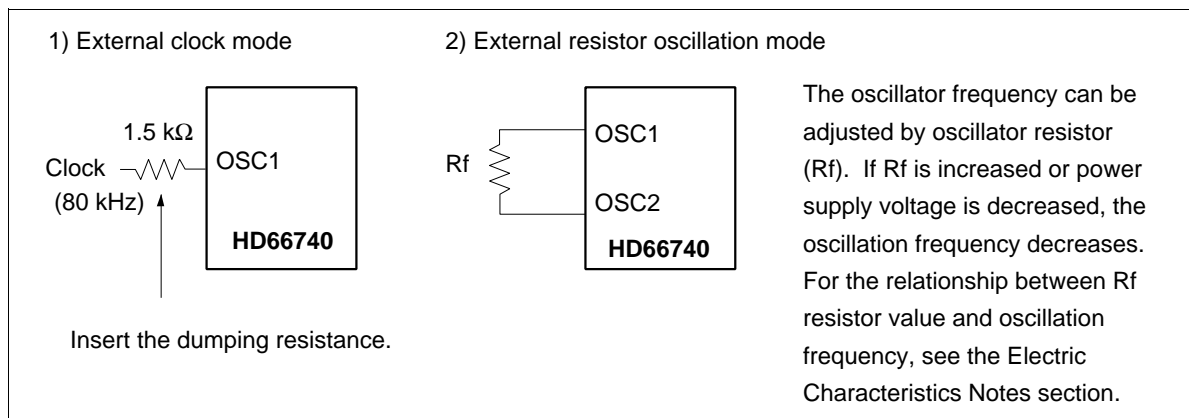 1) External clock mode
1.5 kΩ
Clock
(80 kHz)
OSC1
HD66740
Insert the dumping resistance.
2) External resistor oscillation mode
Rf
OSC1
OSC2
HD66740
The oscillator frequency can be
adjusted by oscillator resistor
(Rf).  If Rf is increased or power
supply voltage is decreased, the
oscillation frequency decreases.
For the relationship between Rf
resistor value and oscillation
frequency, see the Electric
Characteristics Notes section.